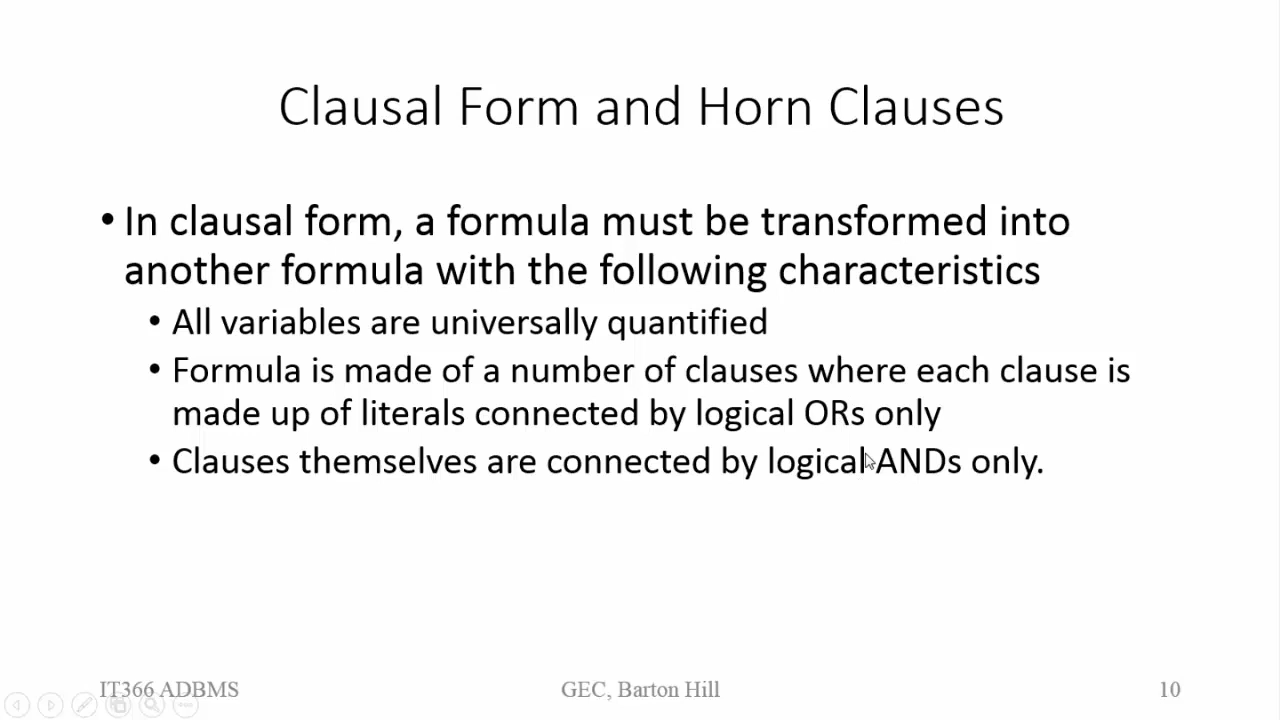 Clausal Form and Horn Clauses
• In clausal form, a formula must be transformed into
another formula with the following characteristics
• All variables are universally quantified
• Formula is made of a number of clauses where each clause is
made up of literals connected by logical ORs only
• Clauses themselves are connected by logical ANDs only.
IT366 ADBMS
GEC, Barton Hill
10